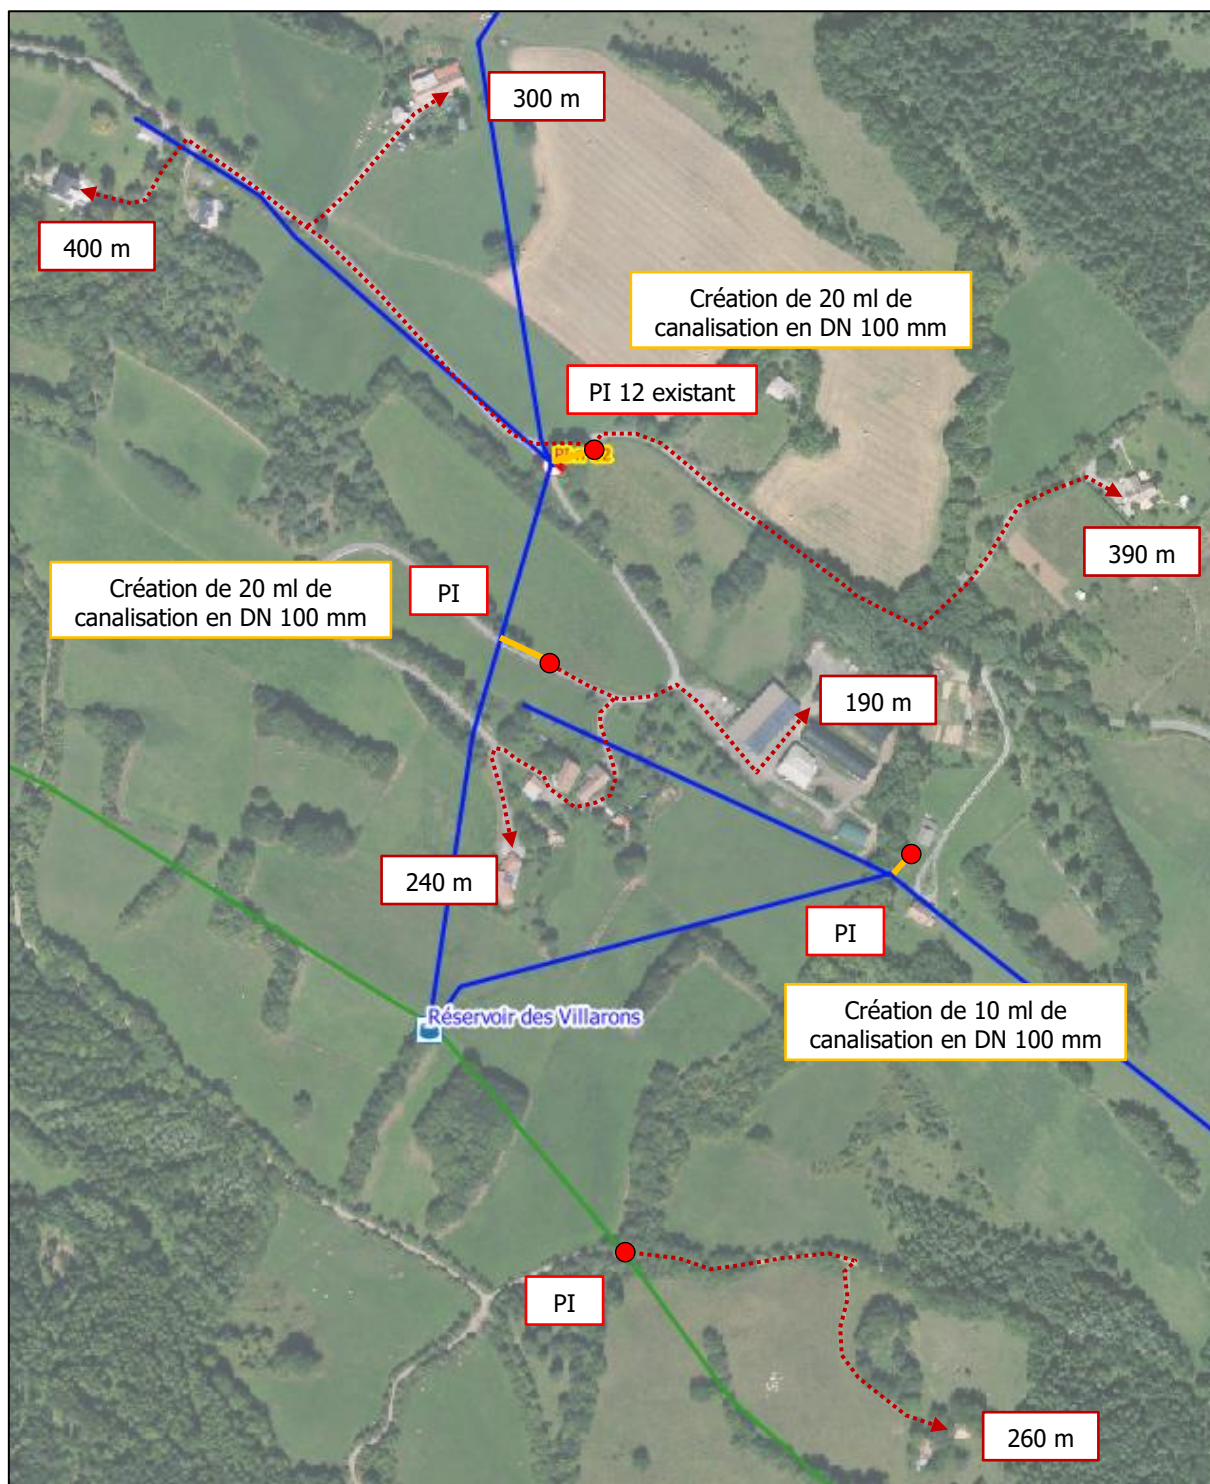 300 m
400 m
Création de 20 ml de
canalisation en DN 100 mm
PI 12 existant
390 m
Création de 20 ml de
canalisation en DN 100 mm
PI
190 m
240 m
PI
Réservoir des Villarons
Création de 10 ml de
canalisation en DN 100 mm
PI
260 m